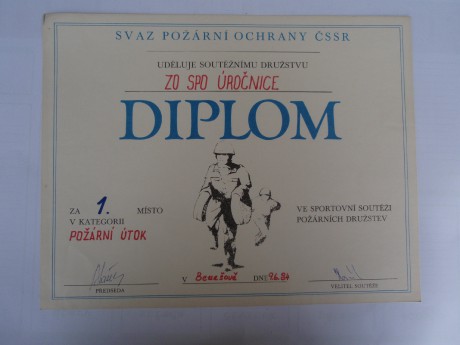 SVAZ POŽÁRNÍ OCHRANY ČSSR
UDĚLUJE SOUTĚŽNÍMU DRUŽSTVU
ZO SPO ÚROČNICE
DIPLOM
ZA 1. MÍSTO
V KATEGORII
POŽÁRNÍ ÚTOK
VE SPORTOVNÍ SOUTĚŽI
POŽÁRNÍCH DRUŽSTEV
V DNE
PŘEDSEDA
VELITEL SOUTĚŽE